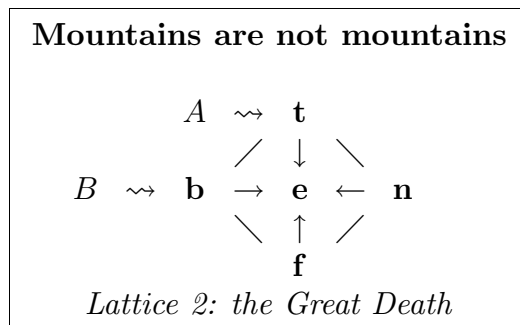 Mountains are not mountains
A ⇝ t
╱ ↓ ╲
B ⇝ b → e ← n
╲ ↑ ╱
f
Lattice 2: the Great Death